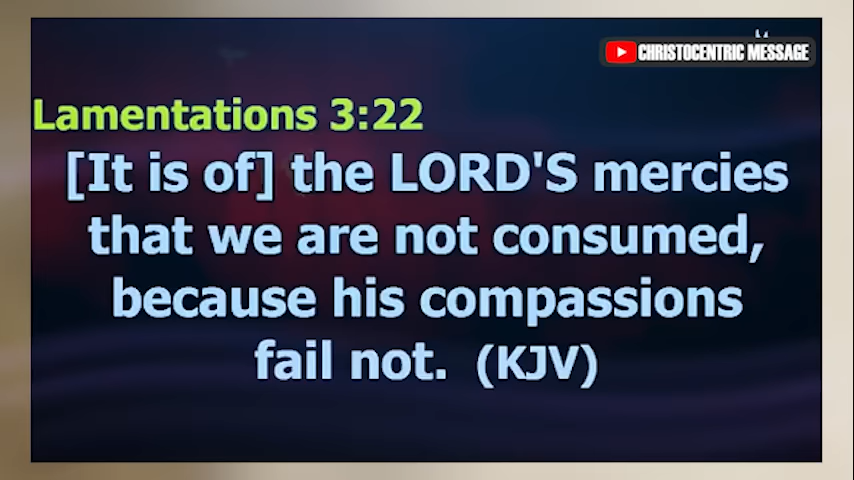 CHRISTOCENTRIC MESSAGE
Lamentations 3:22
[It is of] the LORD'S mercies
that we are not consumed,
because his compassions
fail not. (KJV)